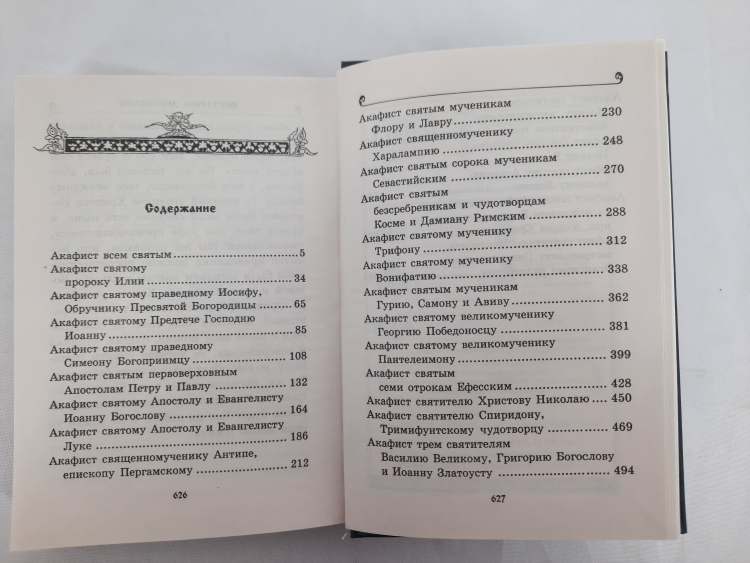 Содержание
Акафист всем святым 5
Акафист святому
пророку Илии 34
Акафист святому праведному Иосифу,
Обручнику Пресвятой Богородицы 65
Акафист святому Предтече Господню
Иоанну 85
Акафист святому праведному
Симеону Богоприимцу 108
Акафист святым первоверховным
Апостолам Петру и Павлу 132
Акафист святому Апостолу и Евангелисту
Иоанну Богослову 164
Акафист святому Апостолу и Евангелисту
Луке 186
Акафист священномученику Антипе,
епископу Пергамскому 212
626
Акафист святым мученикам
Флору и Лавру 230
Акафист священномученику
Харалампию 248
Акафист святым сорока мученикам
Севастийским 270
Акафист святым
безсребреникам и чудотворцам
Косме и Дамиану Римским 288
Акафист святому мученику
Трифону 312
Акафист святому мученику
Вонифатию 338
Акафист святым мученикам
Гурию, Самону и Авиву 362
Акафист святому великомученику
Георгию Победоносцу 381
Акафист святому великомученику
Пантелеимону 399
Акафист святым
семи отрокам Ефесским 428
Акафист святителю Христову Николаю 450
Акафист святителю Спиридону,
Тримифунтскому чудотворцу 469
Акафист трем святителям
Василию Великому, Григорию Богослову
и Иоанну Златоусту 494
627